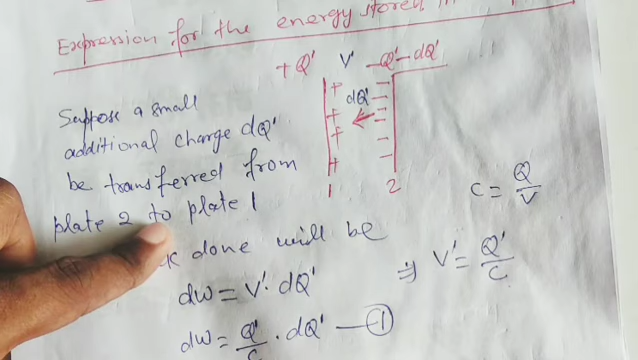 Expression for the energy stored in
+Q' V' -Q'-dQ'
dQ'
1 2
Suppose a small
additional charge dQ'
be transferred from
plate 2 to plate 1
C = Q/V
done will be
dw = V'. dQ'
⇒ V' = Q'/C
dw = Q'/C . dQ' — ①